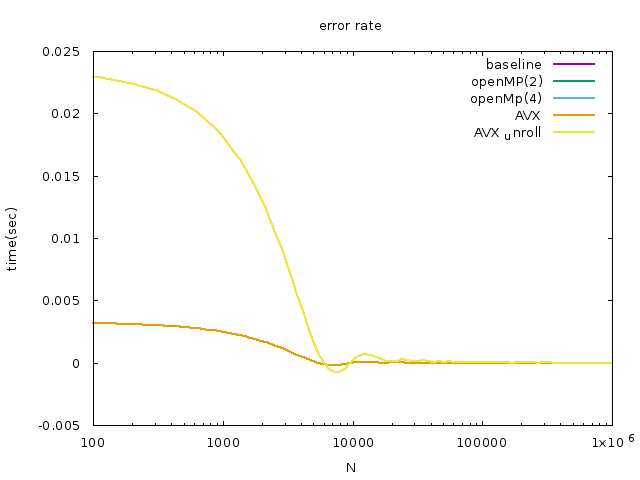 error rate
0.025
0.02
0.015
0.01
0.005
0
-0.005
time(sec)
baseline
openMP(2)
openMp(4)
AVX
AVX unroll
100
1000
10000
100000
1x10 6
N